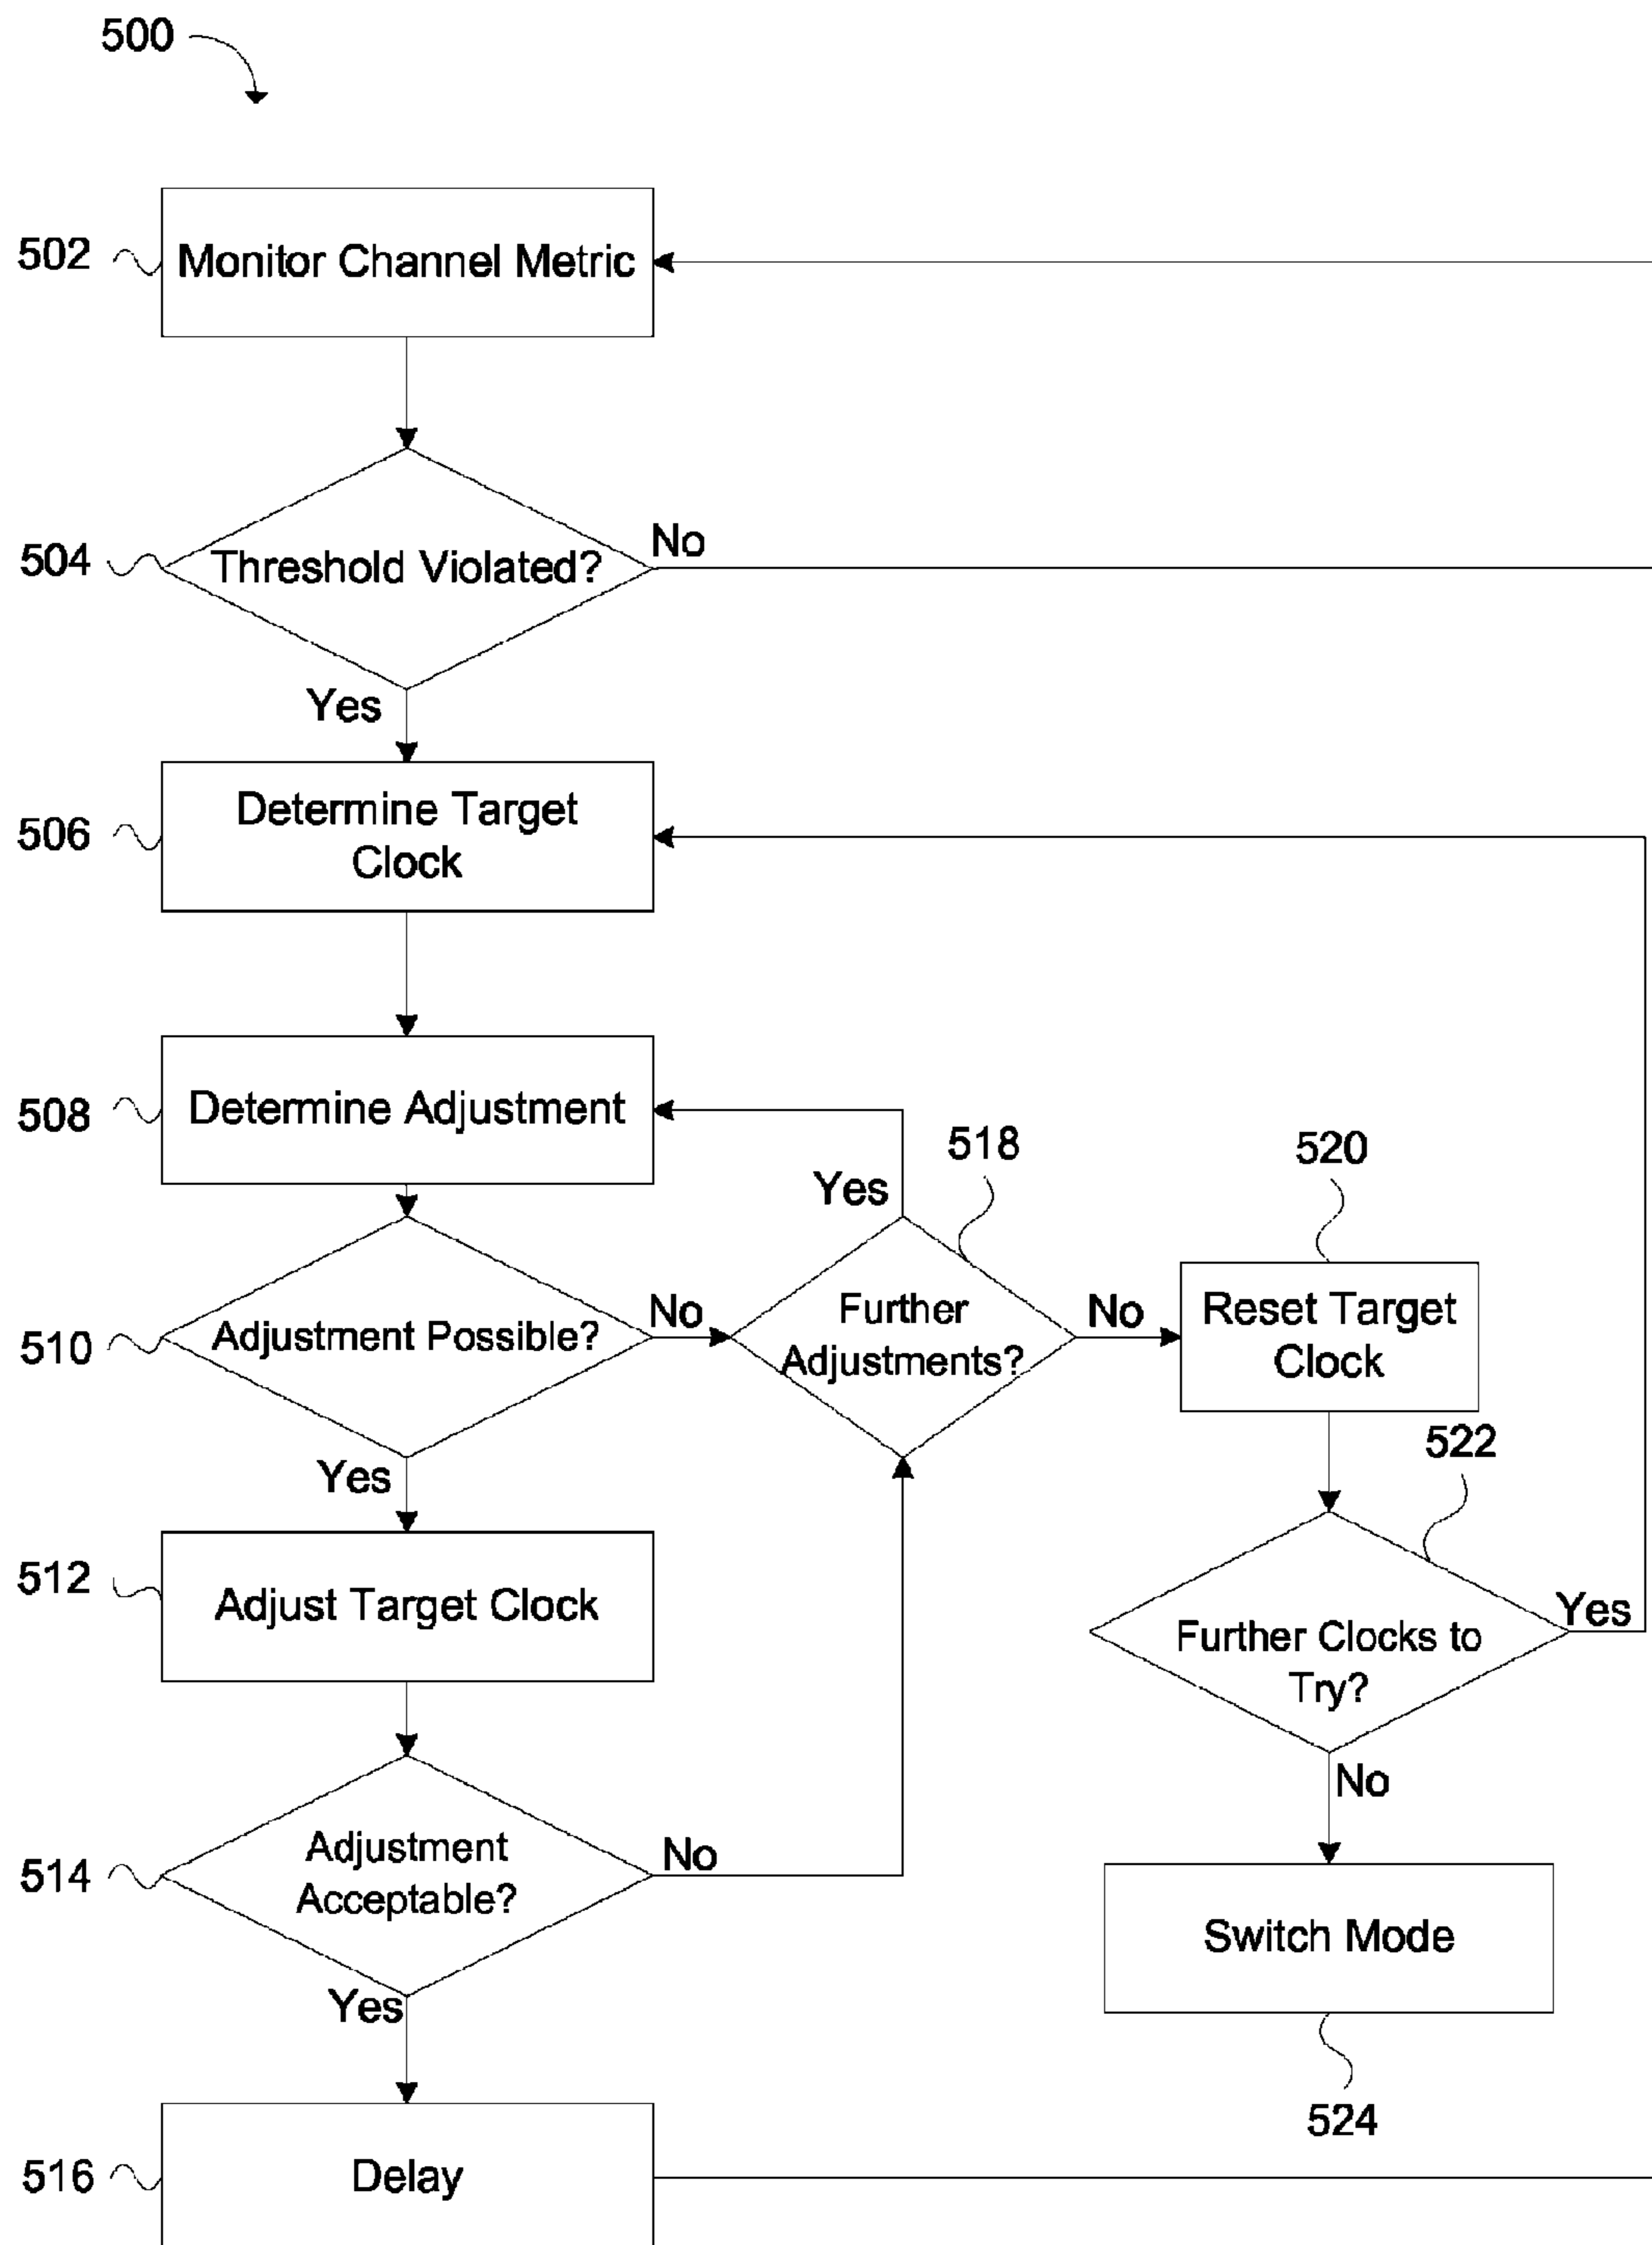 500
502
Monitor Channel Metric
504
Threshold Violated?
No
Yes
506
Determine Target
Clock
508
Determine Adjustment
518
520
Yes
510
Adjustment Possible?
No
Further
Adjustments?
No
Reset Target
Clock
Yes
522
512
Adjust Target Clock
Further Clocks to
Try?
Yes
No
514
Adjustment
Acceptable?
No
Switch Mode
Yes
524
516
Delay